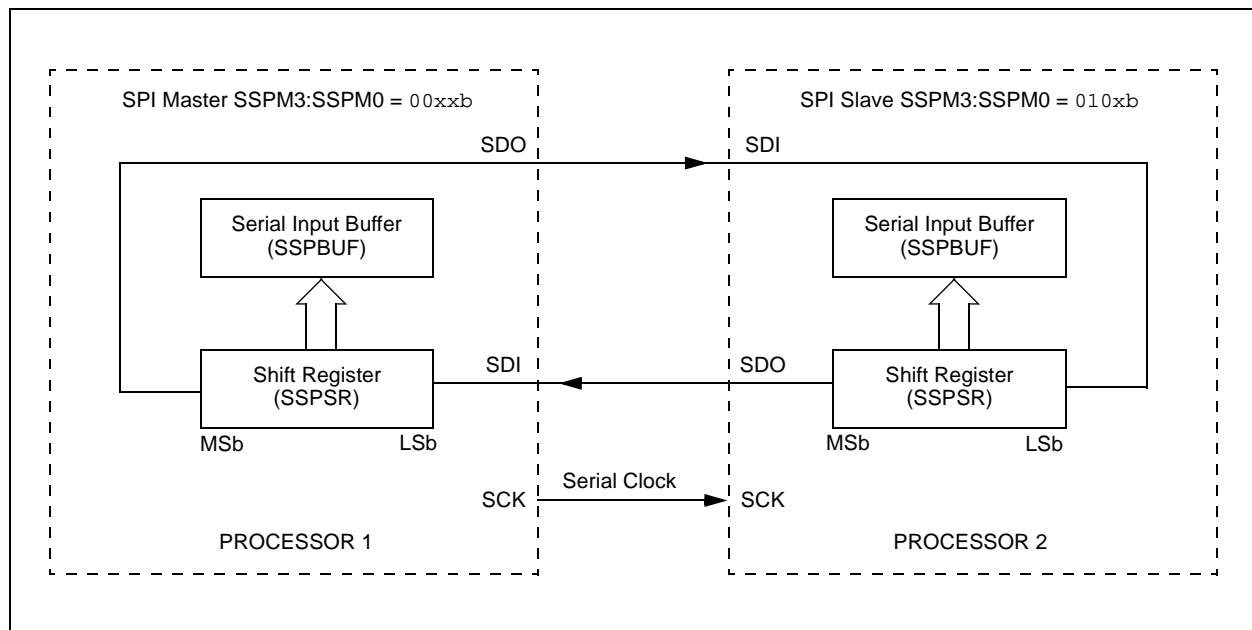 SPI Master SSPM3:SSPM0 = 00xxb
SPI Slave SSPM3:SSPM0 = 010xb
SDO
SDI
Serial Input Buffer
(SSPBUF)
Serial Input Buffer
(SSPBUF)
Shift Register
(SSPSR)
SDI
SDO
Shift Register
(SSPSR)
MSb
LSb
MSb
LSb
SCK
Serial Clock
SCK
PROCESSOR 1
PROCESSOR 2